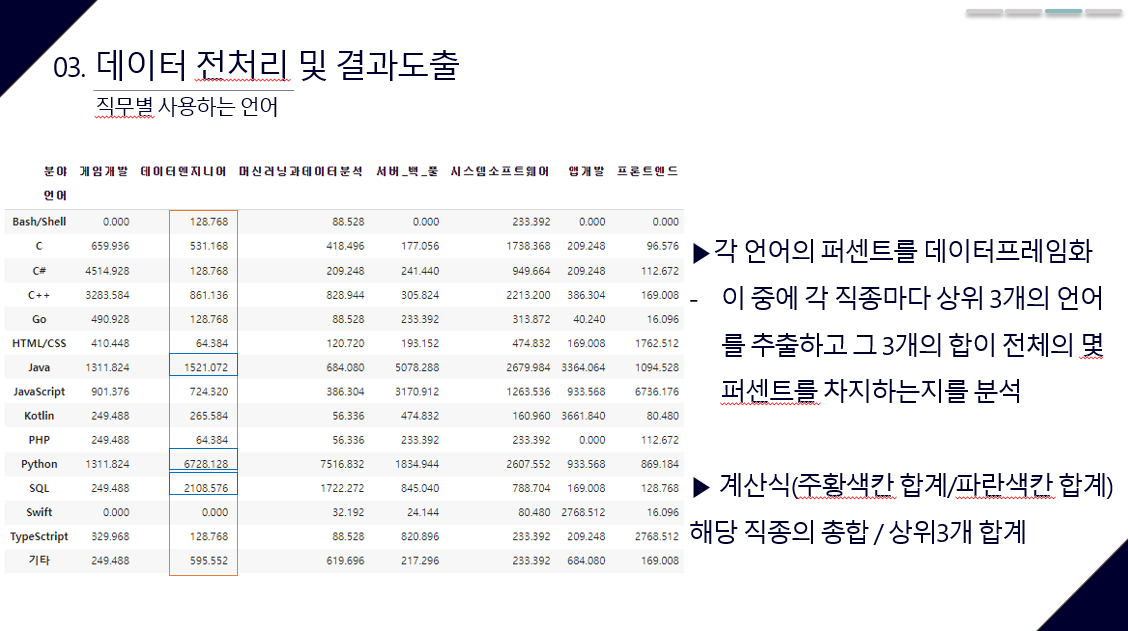 03. 데이터 전처리 및 결과도출
직무별 사용하는 언어
분야 게임개발 데이터엔지니어 머신러닝과데이터분석 서버_백_풀 시스템소프트웨어 앱개발 프론트엔드
언어
Bash/Shell 0.000 128.768 88.528 0.000 233.392 0.000 0.000
C 659.936 531.168 418.496 177.056 1738.368 209.248 96.576
C# 4514.928 128.768 209.248 241.440 949.664 209.248 112.672
C++ 3283.584 861.136 828.944 305.824 2213.200 386.304 169.008
Go 490.928 128.768 88.528 233.392 313.872 40.240 16.096
HTML/CSS 410.448 64.384 120.720 193.152 474.832 169.008 1762.512
Java 1311.824 1521.072 684.080 5078.288 2679.984 3364.064 1094.528
JavaScript 901.376 724.320 386.304 3170.912 1263.536 933.568 6736.176
Kotlin 249.488 265.584 56.336 474.832 160.960 3661.840 80.480
PHP 249.488 64.384 56.336 233.392 233.392 0.000 112.672
Python 1311.824 6728.128 7516.832 1834.944 2607.552 933.568 869.184
SQL 249.488 2108.576 1722.272 845.040 788.704 169.008 128.768
Swift 0.000 0.000 32.192 24.144 80.480 2768.512 16.096
TypeSctript 329.968 128.768 88.528 820.896 233.392 209.248 2768.512
기타 249.488 595.552 619.696 217.296 233.392 684.080 169.008
▶각 언어의 퍼센트를 데이터프레임화
- 이 중에 각 직종마다 상위 3개의 언어
를 추출하고 그 3개의 합이 전체의 몇
퍼센트를 차지하는지를 분석
▶ 계산식(주황색칸 합계/파란색칸 합계)
해당 직종의 총합 / 상위3개 합계